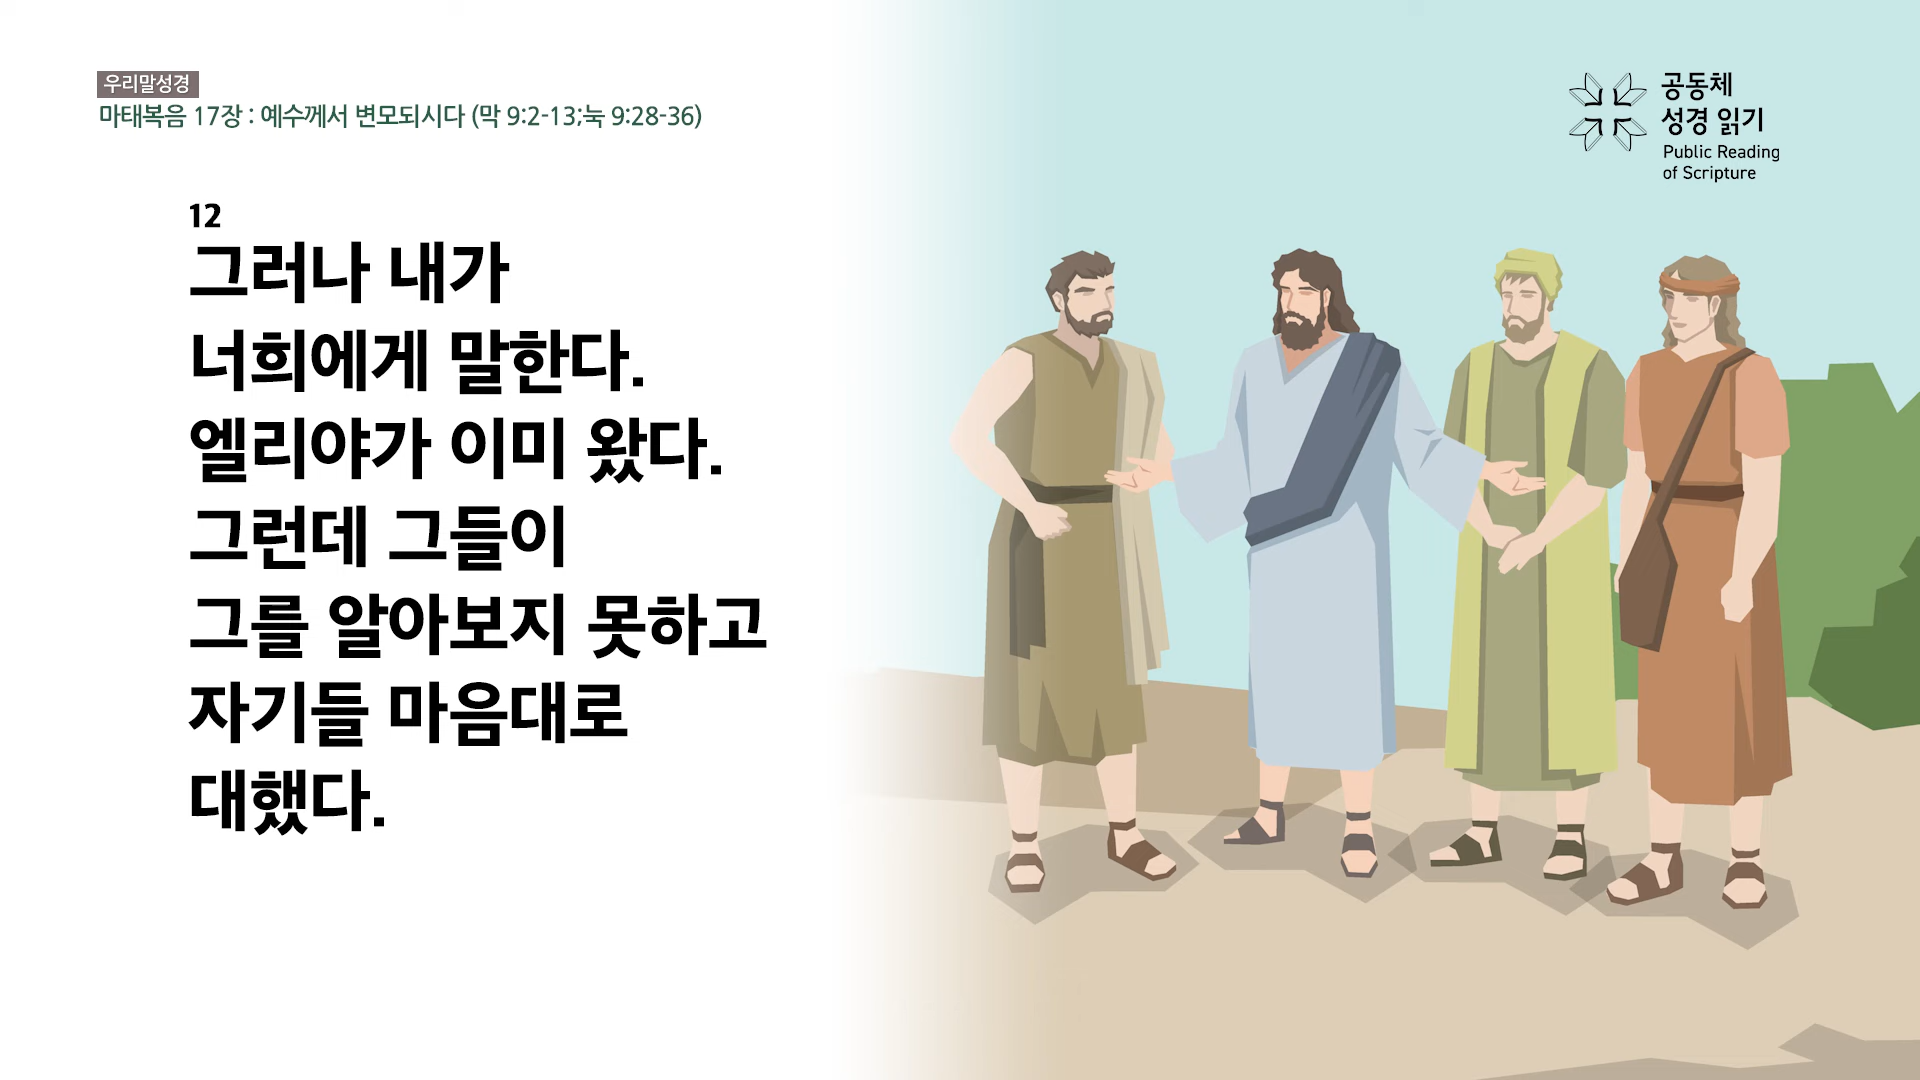 우리말성경
마태복음 17장 : 예수께서 변모되시다 (막 9:2-13;눅 9:28-36)
공동체
성경 읽기
Public Reading
of Scripture
12
그러나 내가
너희에게 말한다.
엘리야가 이미 왔다.
그런데 그들이
그를 알아보지 못하고
자기들 마음대로
대했다.